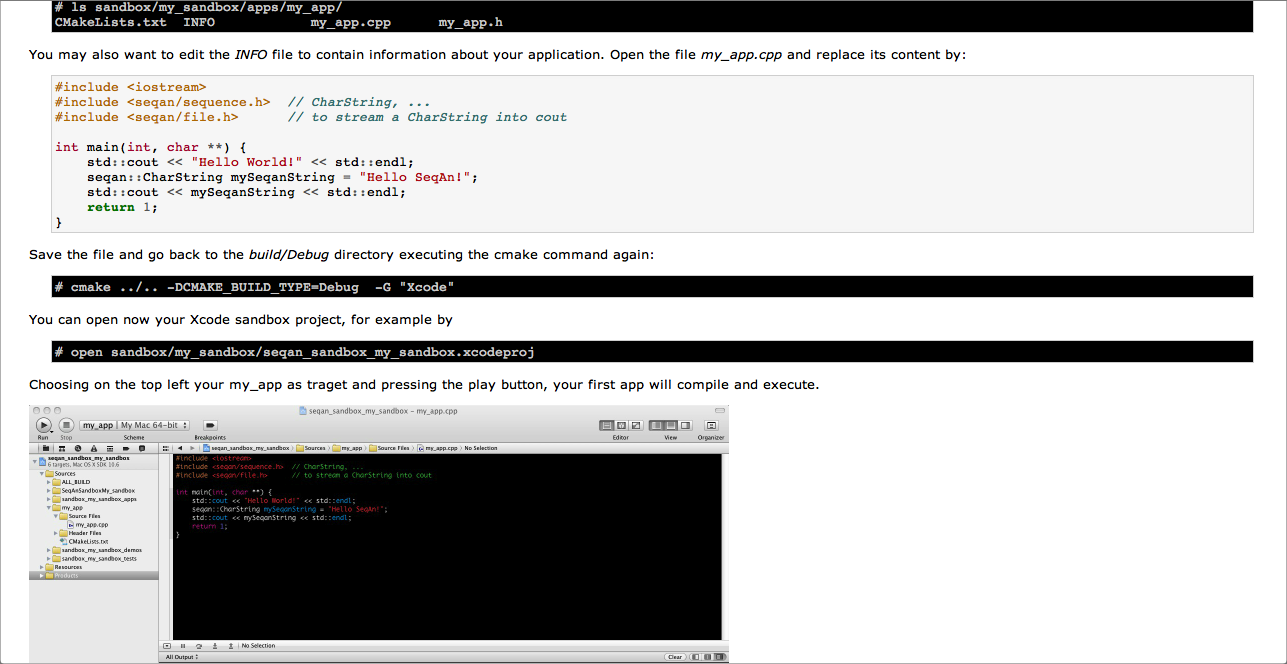 # ls sandbox/my_sandbox/apps/my_app/
CMakeLists.txt  INFO            my_app.cpp      my_app.h
You may also want to edit the INFO file to contain information about your application. Open the file my_app.cpp and replace its content by:
#include <iostream>
#include <seqan/sequence.h>  // CharString, ...
#include <seqan/file.h>      // to stream a CharString into cout
int main(int, char **) {
    std::cout << "Hello World!" << std::endl;
    seqan::CharString mySeqanString = "Hello SeqAn!";
    std::cout << mySeqanString << std::endl;
    return 1;
}
Save the file and go back to the build/Debug directory executing the cmake command again:
# cmake ../.. -DCMAKE_BUILD_TYPE=Debug  -G "Xcode"
You can open now your Xcode sandbox project, for example by
# open sandbox/my_sandbox/seqan_sandbox_my_sandbox.xcodeproj
Choosing on the top left your my_app as traget and pressing the play button, your first app will compile and execute.
seqan_sandbox_my_sandbox - my_app.cpp
my_app | My Mac 64-bit
Run Stop Scheme Breakpoints Editor View Organizer
seqan_sandbox_my_sandbox Sources my_app Source Files my_app.cpp No Selection
seqan_sandbox_my_sandbox
6 targets, Mac OS X SDK 10.6
Sources
ALL_BUILD
SeqAnSandboxMy_sandbox
sandbox_my_sandbox_apps
my_app
Source Files
my_app.cpp
Header Files
CMakeLists.txt
sandbox_my_sandbox_demos
sandbox_my_sandbox_tests
Resources
Products
#include <iostream>
#include <seqan/sequence.h>  // CharString, ...
#include <seqan/file.h>      // to stream a CharString into cout
int main(int, char **) {
    std::cout << "Hello World!" << std::endl;
    seqan::CharString mySeqanString = "Hello SeqAn!";
    std::cout << mySeqanString << std::endl;
    return 1;
}
No Selection
All Output Clear